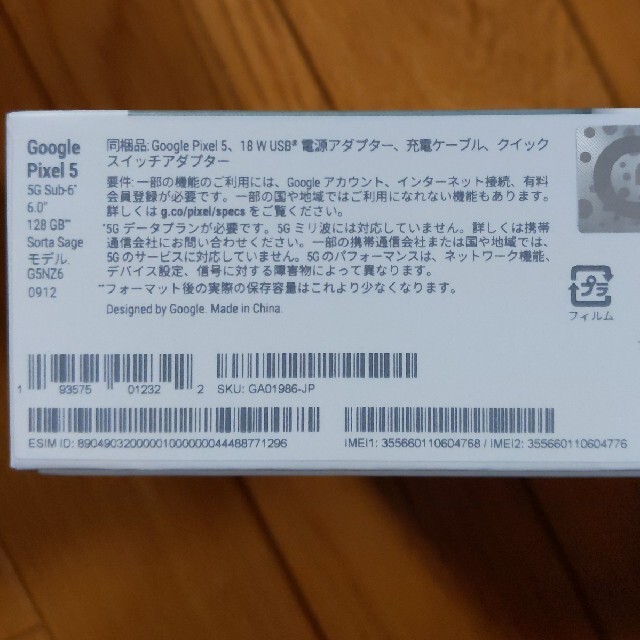 Google
Pixel 5
5G Sub-6*
6.0"
128 GB**
Sorta Sage
モデル
G5NZ6
0912
同梱品: Google Pixel 5、18 W USB* 電源アダプター、充電ケーブル、クイック
スイッチアダプター
要件: 一部の機能のご利用には、Google アカウント、インターネット接続、有料
会員登録が必要です。一部の国や地域ではご利用になれない機能もあります。
詳しくは g.co/pixel/specs をご覧ください。
*5G データプランが必要です。5G ミリ波には対応していません。詳しくは携帯
通信会社にお問い合わせください。一部の携帯通信会社または国や地域では、
5G のサービスに対応していません。5G のパフォーマンスは、ネットワーク機能、
デバイス設定、信号に対する障害物によって異なります。
**フォーマット後の実際の保存容量はこれより少なくなります。
Designed by Google. Made in China.
プラ
フィルム
1 93575 01232 2
SKU: GA01986-JP
ESIM ID: 89049032000001000000044488771296
IMEI1: 355660110604768 / IMEI2: 355660110604776